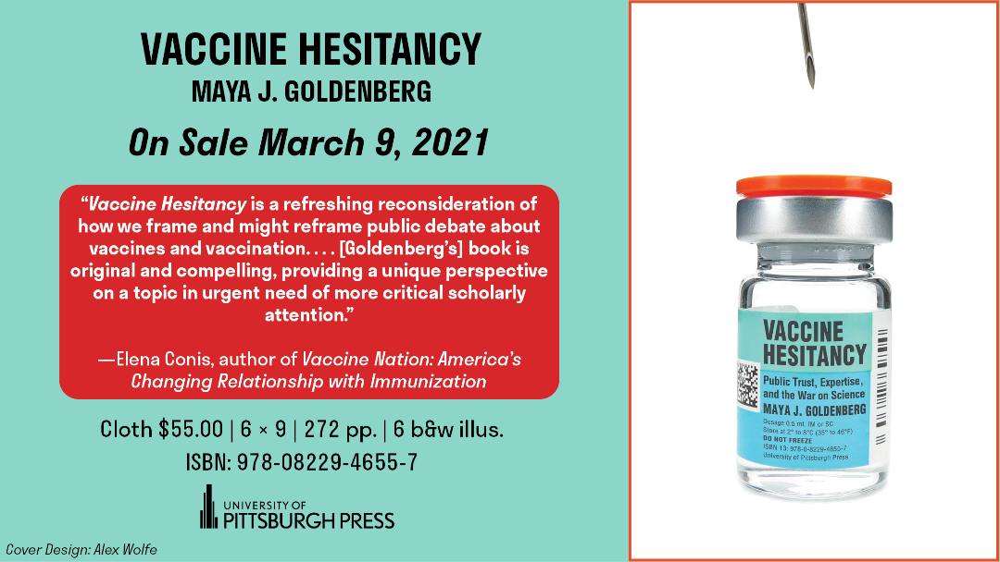 VACCINE HESITANCY
MAYA J. GOLDENBERG
On Sale March 9, 2021
“Vaccine Hesitancy is a refreshing reconsideration of
how we frame and might reframe public debate about
vaccines and vaccination. . . . [Goldenberg’s] book is
original and compelling, providing a unique perspective
on a topic in urgent need of more critical scholarly
attention.”
—Elena Conis, author of Vaccine Nation: America’s
Changing Relationship with Immunization
Cloth $55.00 | 6 × 9 | 272 pp. | 6 b&w illus.
ISBN: 978-08229-4655-7
UNIVERSITY OF
PITTSBURGH PRESS
Cover Design: Alex Wolfe
VACCINE
HESITANCY
Public Trust, Expertise,
and the War on Science
MAYA J. GOLDENBERG
Dosage 0.5 ml. IM or SC
Store at 2° to 8°C (35° to 46°F)
DO NOT FREEZE
ISBN 13: 978-0-8229-4655-7
University of Pittsburgh Press